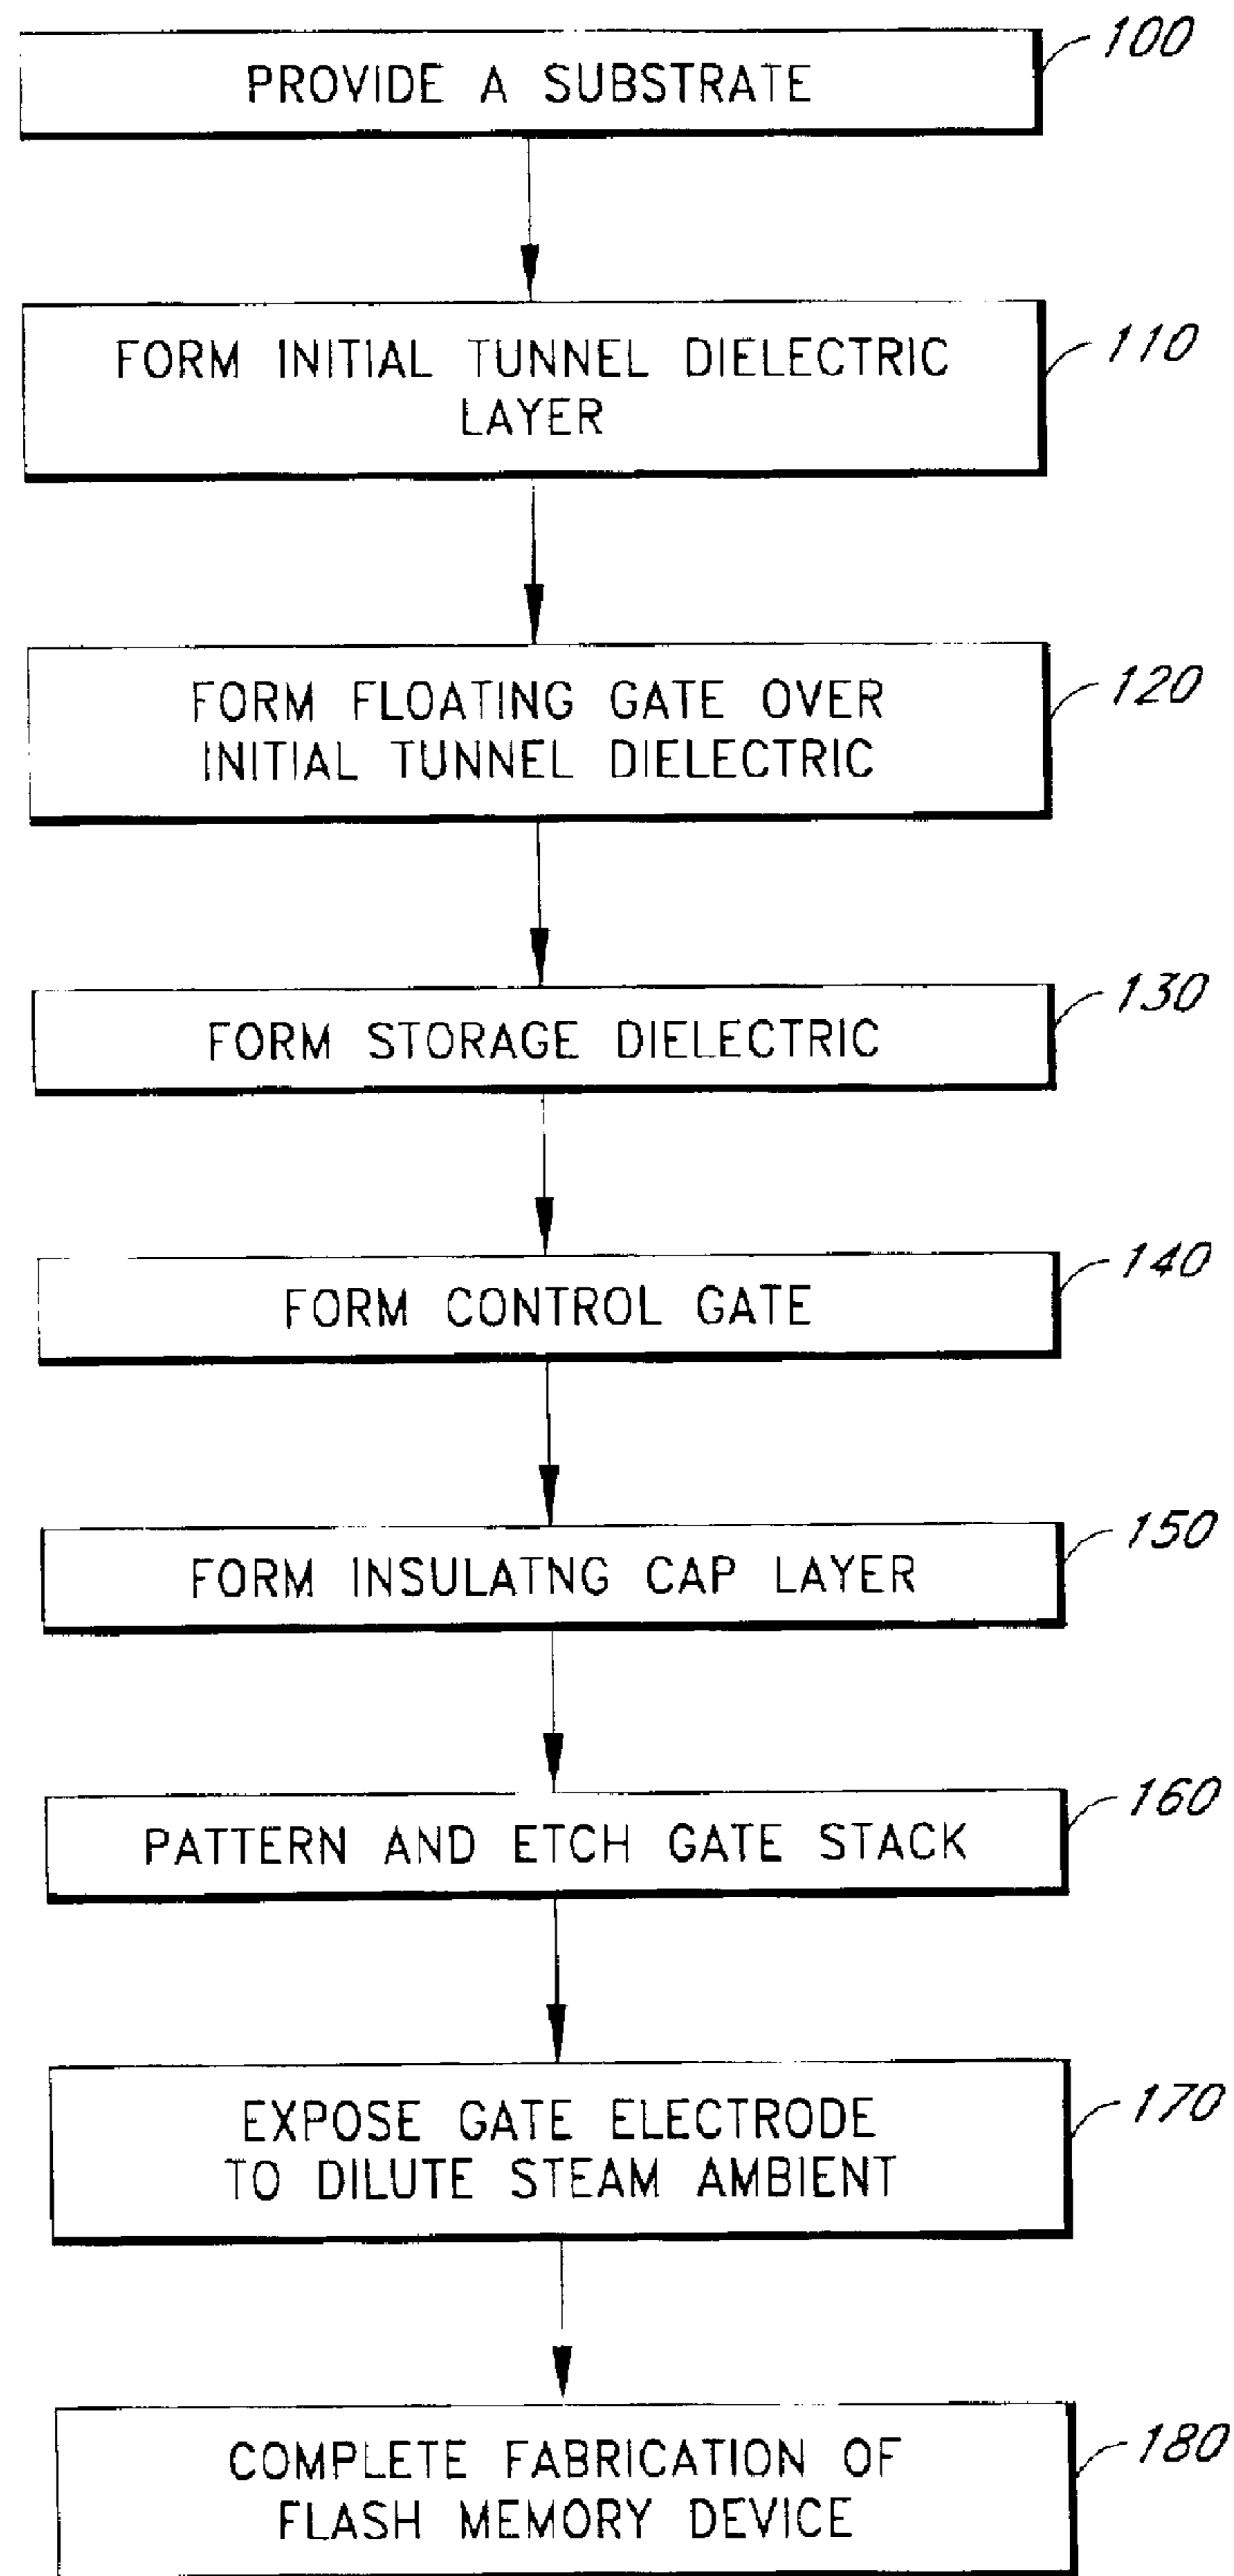 100
PROVIDE A SUBSTRATE
110
FORM INITIAL TUNNEL DIELECTRIC
LAYER
120
FORM FLOATING GATE OVER
INITIAL TUNNEL DIELECTRIC
130
FORM STORAGE DIELECTRIC
140
FORM CONTROL GATE
150
FORM INSULATNG CAP LAYER
160
PATTERN AND ETCH GATE STACK
170
EXPOSE GATE ELECTRODE
TO DILUTE STEAM AMBIENT
180
COMPLETE FABRICATION OF
FLASH MEMORY DEVICE